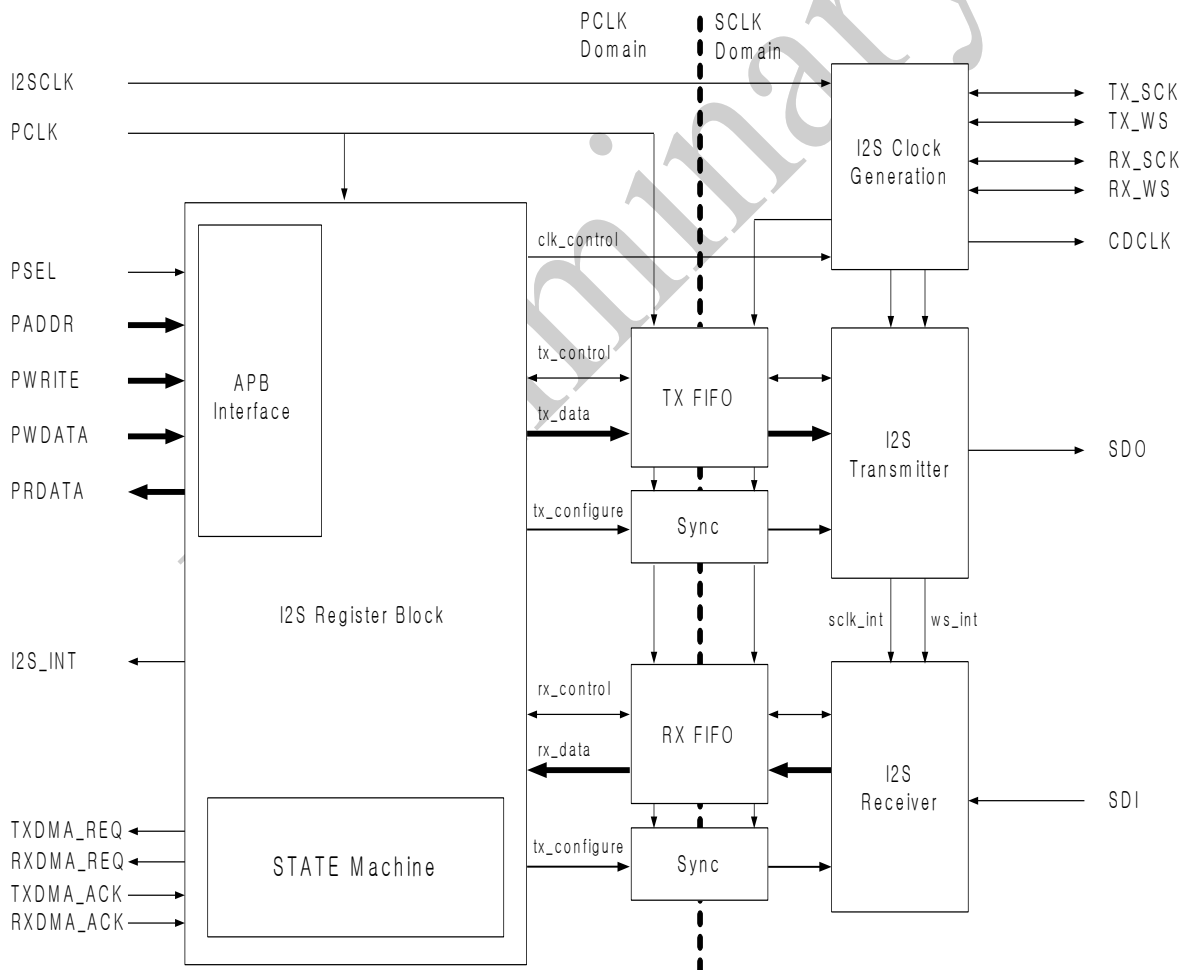 PCLK
Domain
SCLK
Domain
I2SCLK
PCLK
I2S Clock
Generation
TX_SCK
TX_WS
RX_SCK
RX_WS
CDCLK
clk_control
PSEL
PADDR
PWRITE
PWDATA
PRDATA
APB
Interface
tx_control
tx_data
TX FIFO
I2S
Transmitter
SDO
tx_configure
Sync
I2S Register Block
sclk_int
ws_int
I2S_INT
rx_control
rx_data
RX FIFO
I2S
Receiver
SDI
TXDMA_REQ
RXDMA_REQ
TXDMA_ACK
RXDMA_ACK
STATE Machine
tx_configure
Sync
minary